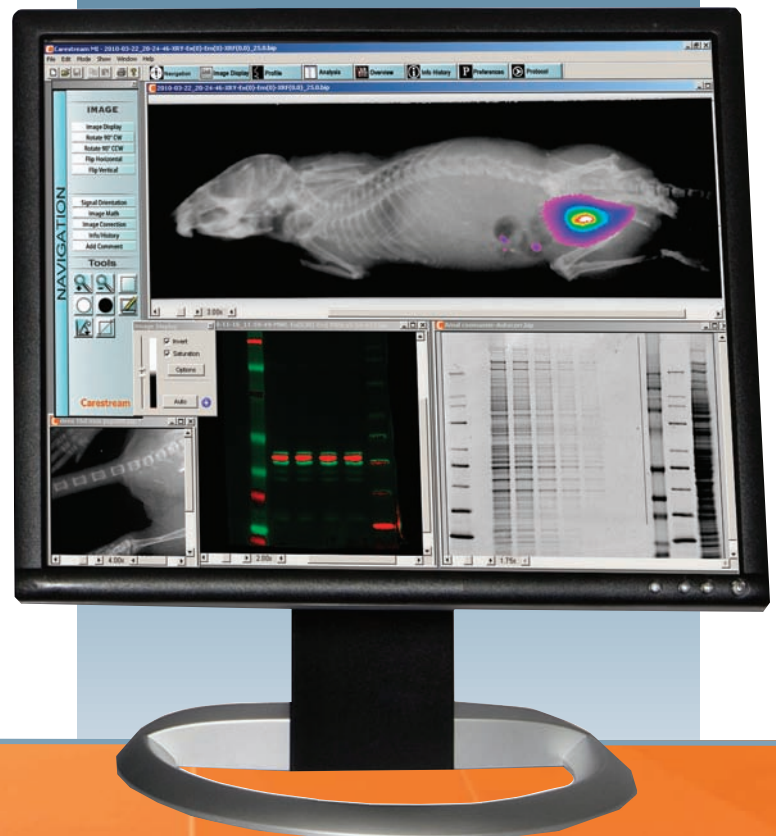 Carestream MI - 2010-03-22_20-24-46-XRY-Ex(0)-Em(0)-XRF(0.0)_25.0.bip
File Edit Mode Show Window Help
Navigation Image Display Profile Analysis Overview Info History Preferences Protocol
2010-03-22_20-24-46-XRY-Ex(0)-Em(0)-XRF(0.0)_25.0.bip
NAVIGATION
IMAGE
Image Display
Rotate 90° CW
Rotate 90° CCW
Flip Horizontal
Flip Vertical
Signal Orientation
Image Math
Image Correction
Info/History
Add Comment
Tools
Carestream
3.00x
Image Display
Invert
Saturation
Options
Auto
4.00x
2.00x
1.75x